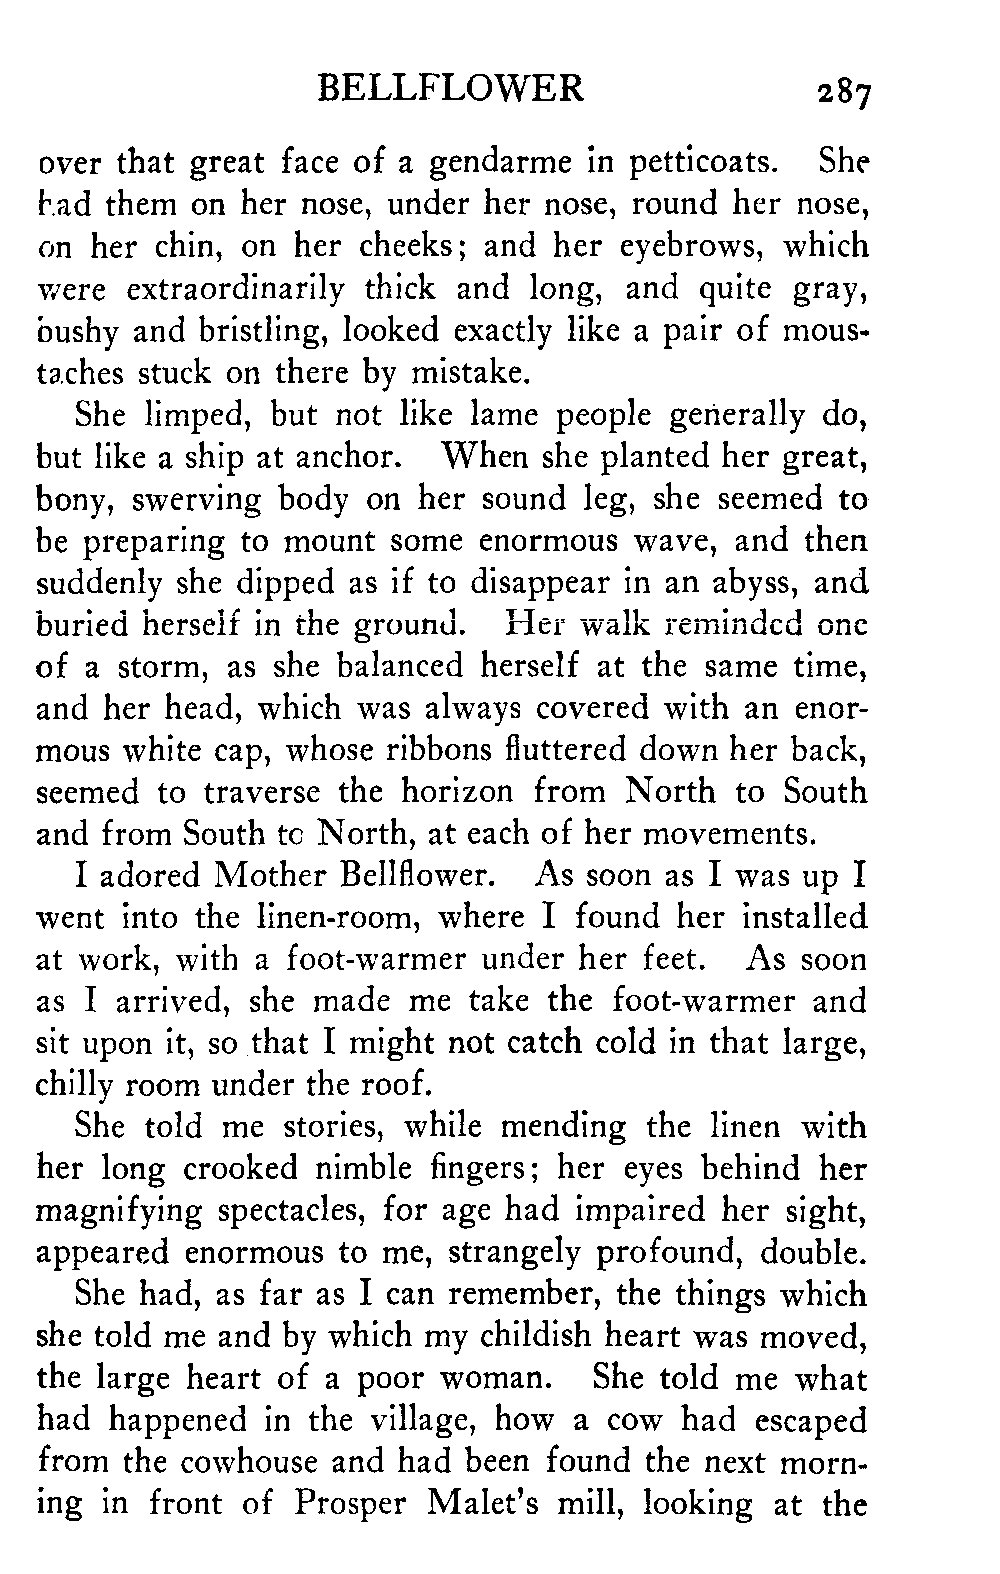 BELLFLOWER 287
over that great face of a gendarme in petticoats. She
had them on her nose, under her nose, round her nose,
on her chin, on her cheeks; and her eyebrows, which
were extraordinarily thick and long, and quite gray,
bushy and bristling, looked exactly like a pair of mous-
taches stuck on there by mistake.
She limped, but not like lame people generally do,
but like a ship at anchor. When she planted her great,
bony, swerving body on her sound leg, she seemed to
be preparing to mount some enormous wave, and then
suddenly she dipped as if to disappear in an abyss, and
buried herself in the ground. Her walk reminded one
of a storm, as she balanced herself at the same time,
and her head, which was always covered with an enor-
mous white cap, whose ribbons fluttered down her back,
seemed to traverse the horizon from North to South
and from South to North, at each of her movements.
I adored Mother Bellflower. As soon as I was up I
went into the linen-room, where I found her installed
at work, with a foot-warmer under her feet. As soon
as I arrived, she made me take the foot-warmer and
sit upon it, so that I might not catch cold in that large,
chilly room under the roof.
She told me stories, while mending the linen with
her long crooked nimble fingers; her eyes behind her
magnifying spectacles, for age had impaired her sight,
appeared enormous to me, strangely profound, double.
She had, as far as I can remember, the things which
she told me and by which my childish heart was moved,
the large heart of a poor woman. She told me what
had happened in the village, how a cow had escaped
from the cowhouse and had been found the next morn-
ing in front of Prosper Malet's mill, looking at the